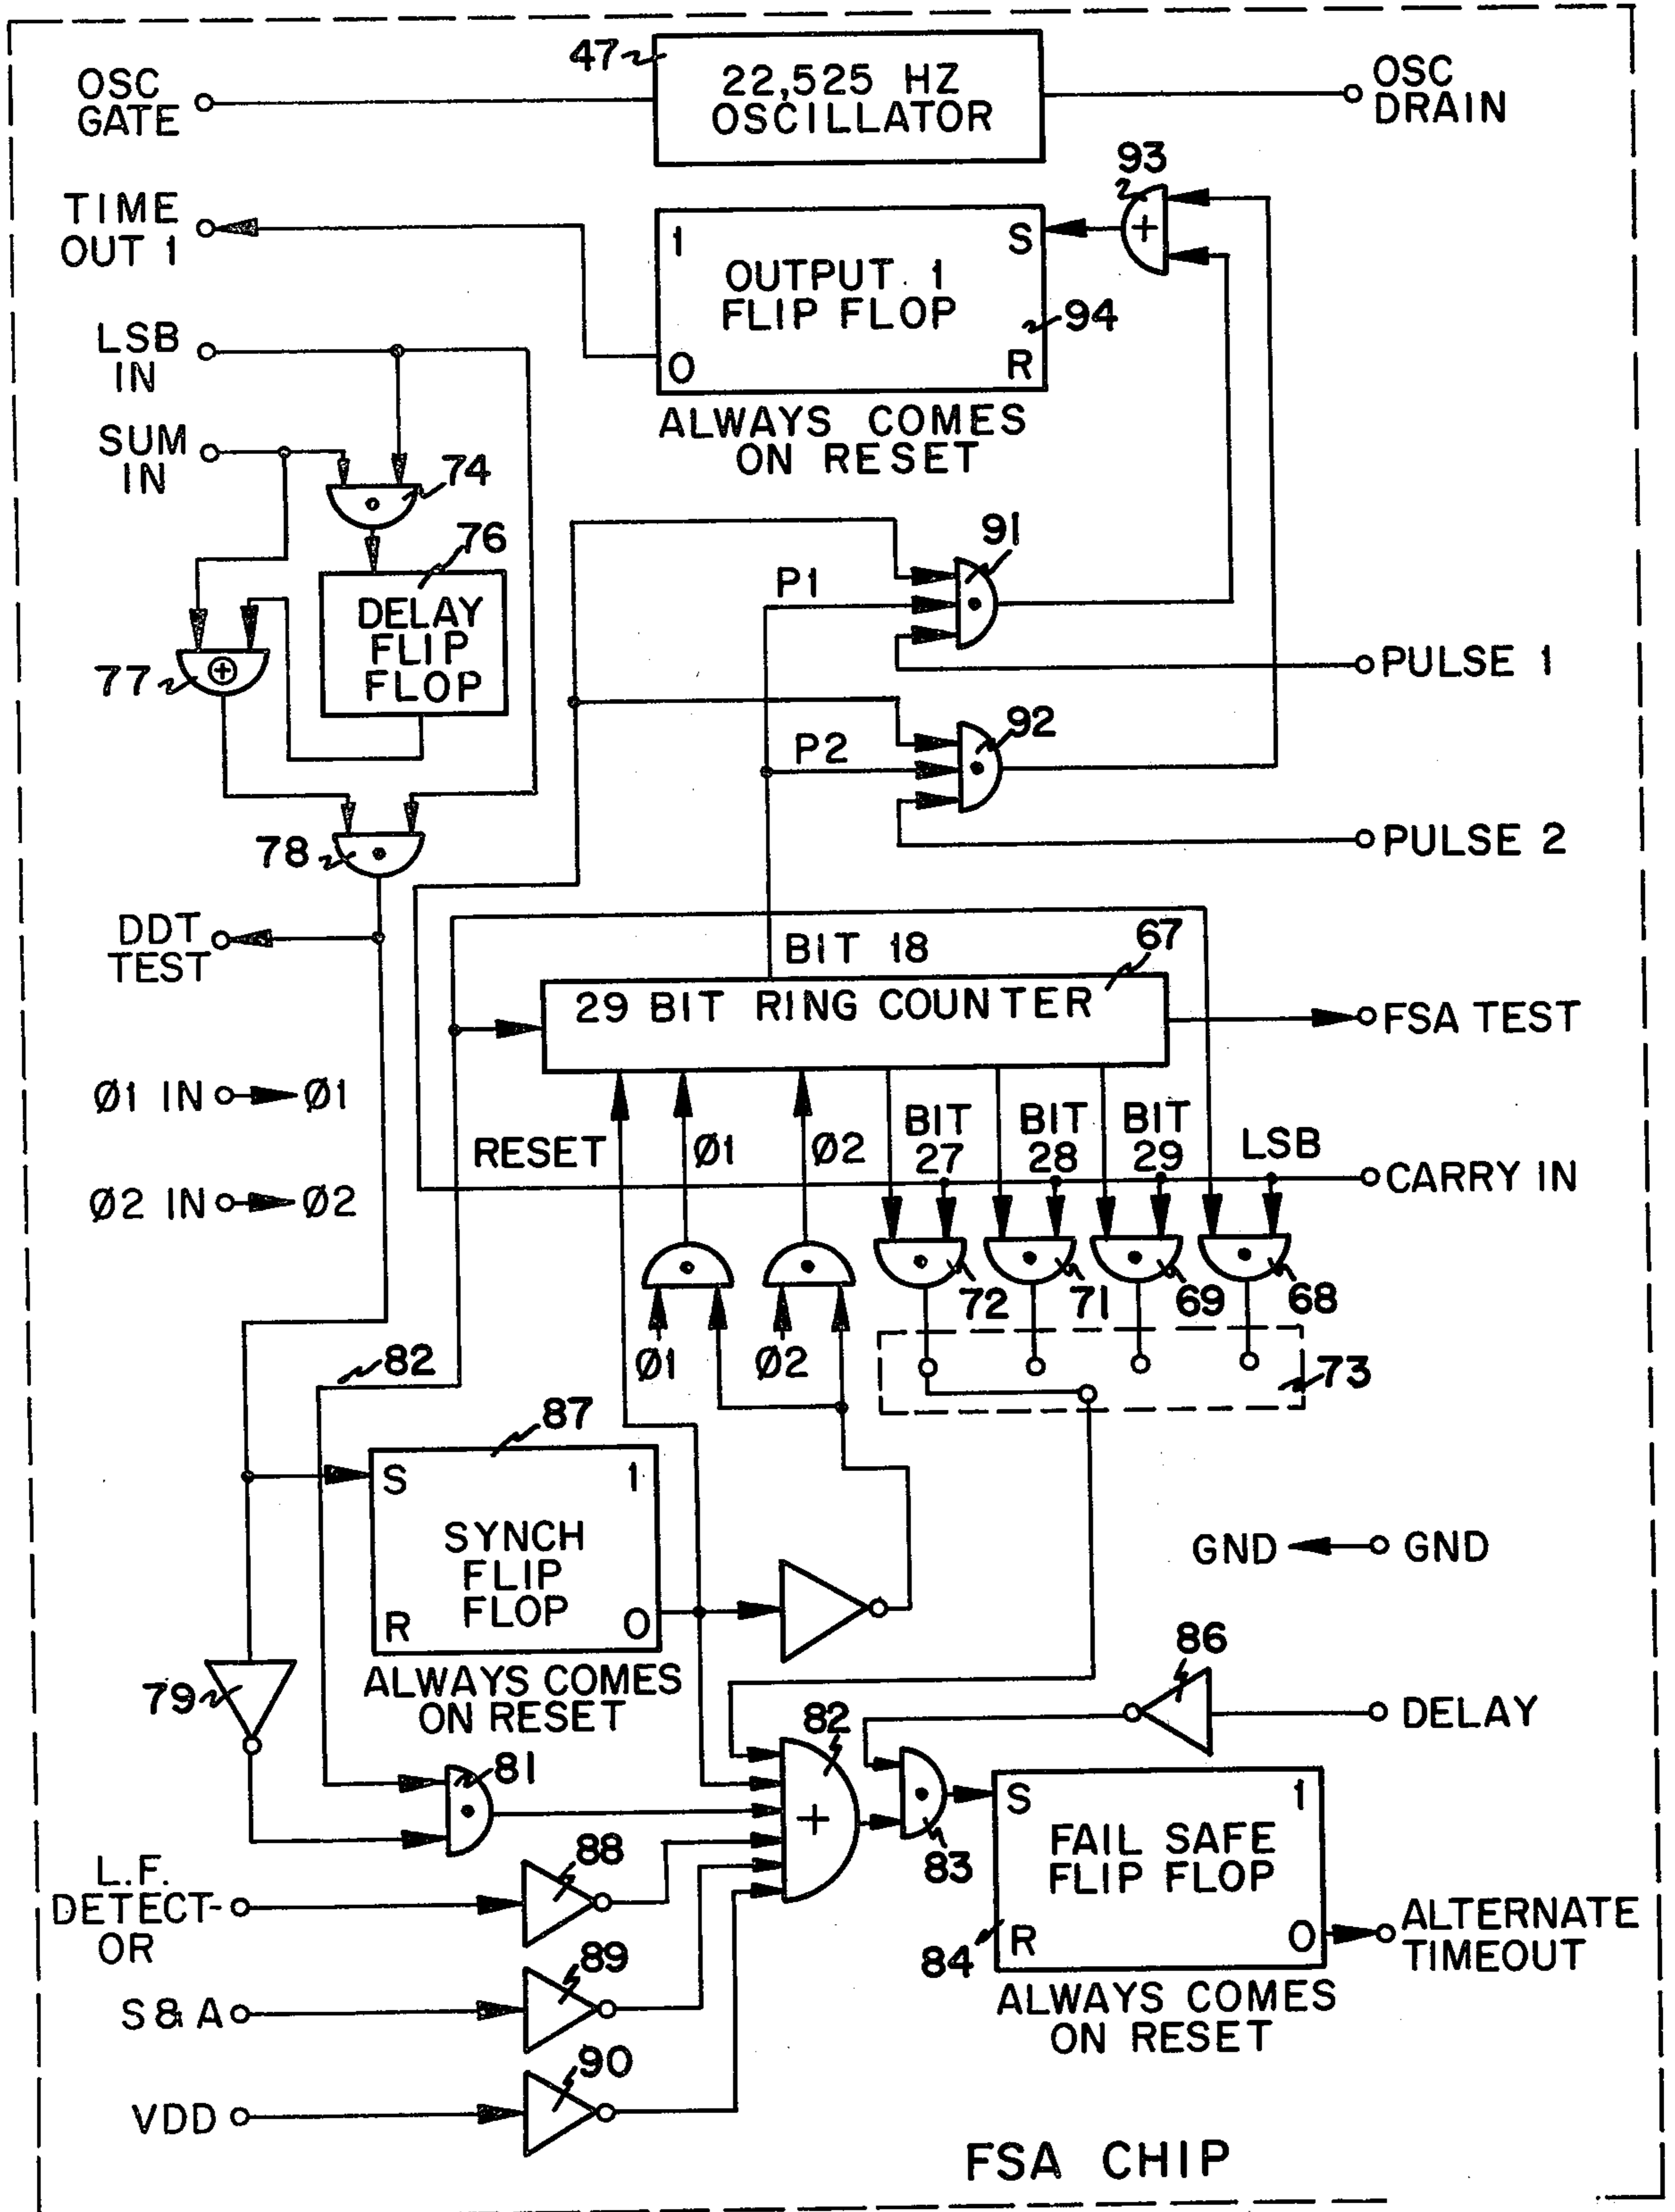 47
22,525 HZ
OSCILLATOR
OSC
GATE
OSC
DRAIN
93
+
TIME
OUT 1
1
S
OUTPUT 1
FLIP FLOP
94
0
R
ALWAYS COMES
ON RESET
LSB
IN
SUM
IN
74
76
DELAY
FLIP
FLOP
77
+
78
91
P1
PULSE 1
92
P2
PULSE 2
DDT
TEST
BIT 18
67
29 BIT RING COUNTER
FSA TEST
Ø1 IN
Ø1
Ø2 IN
Ø2
RESET
Ø1
Ø2
BIT
27
BIT
28
BIT
29
LSB
CARRY IN
72
71
69
68
Ø1
Ø2
73
82
87
S
1
SYNCH
FLIP
FLOP
R
0
ALWAYS COMES
ON RESET
GND
GND
79
86
DELAY
82
+
81
83
S
1
FAIL SAFE
FLIP FLOP
84
R
0
ALWAYS COMES
ON RESET
ALTERNATE
TIMEOUT
L.F.
DETECT-
OR
88
S & A
89
VDD
90
FSA CHIP